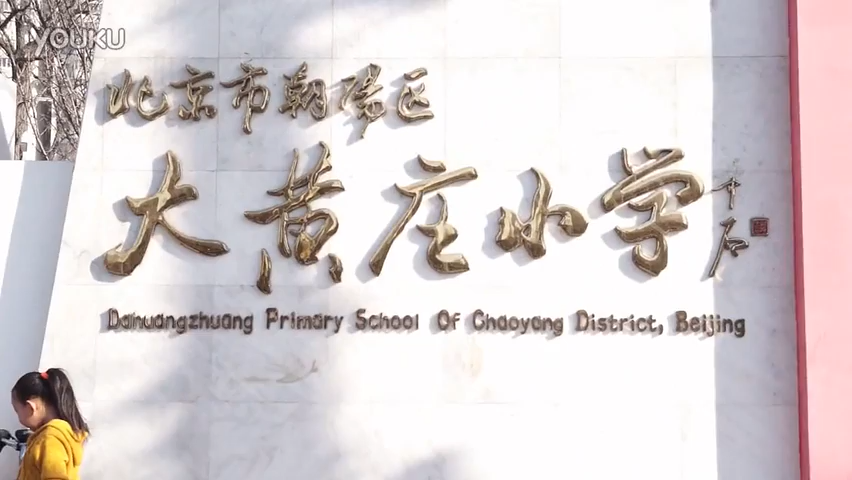 YOUKU
北京市朝阳区
大黄庄小学
Dahuangzhuang Primary School Of Chaoyang District, Beijing